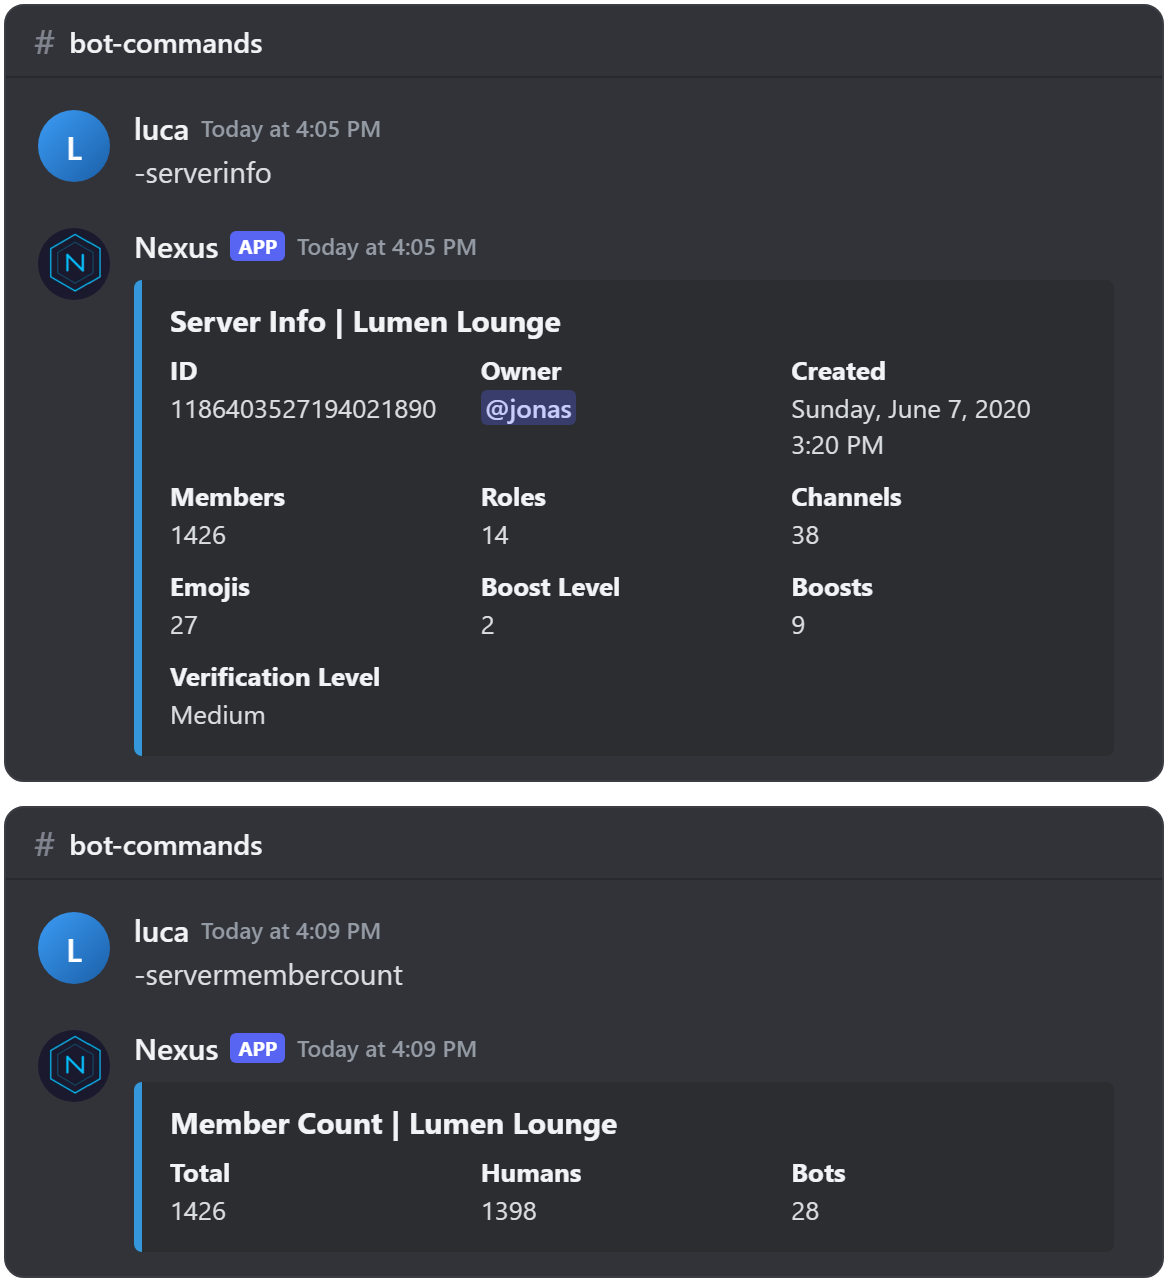 # bot-commands
L
luca Today at 4:05 PM
-serverinfo
N
Nexus APP Today at 4:05 PM
Server Info | Lumen Lounge
ID Owner Created
1186403527194021890 @jonas Sunday, June 7, 2020
3:20 PM
Members Roles Channels
1426 14 38
Emojis Boost Level Boosts
27 2 9
Verification Level
Medium
# bot-commands
L
luca Today at 4:09 PM
-servermembercount
N
Nexus APP Today at 4:09 PM
Member Count | Lumen Lounge
Total Humans Bots
1426 1398 28